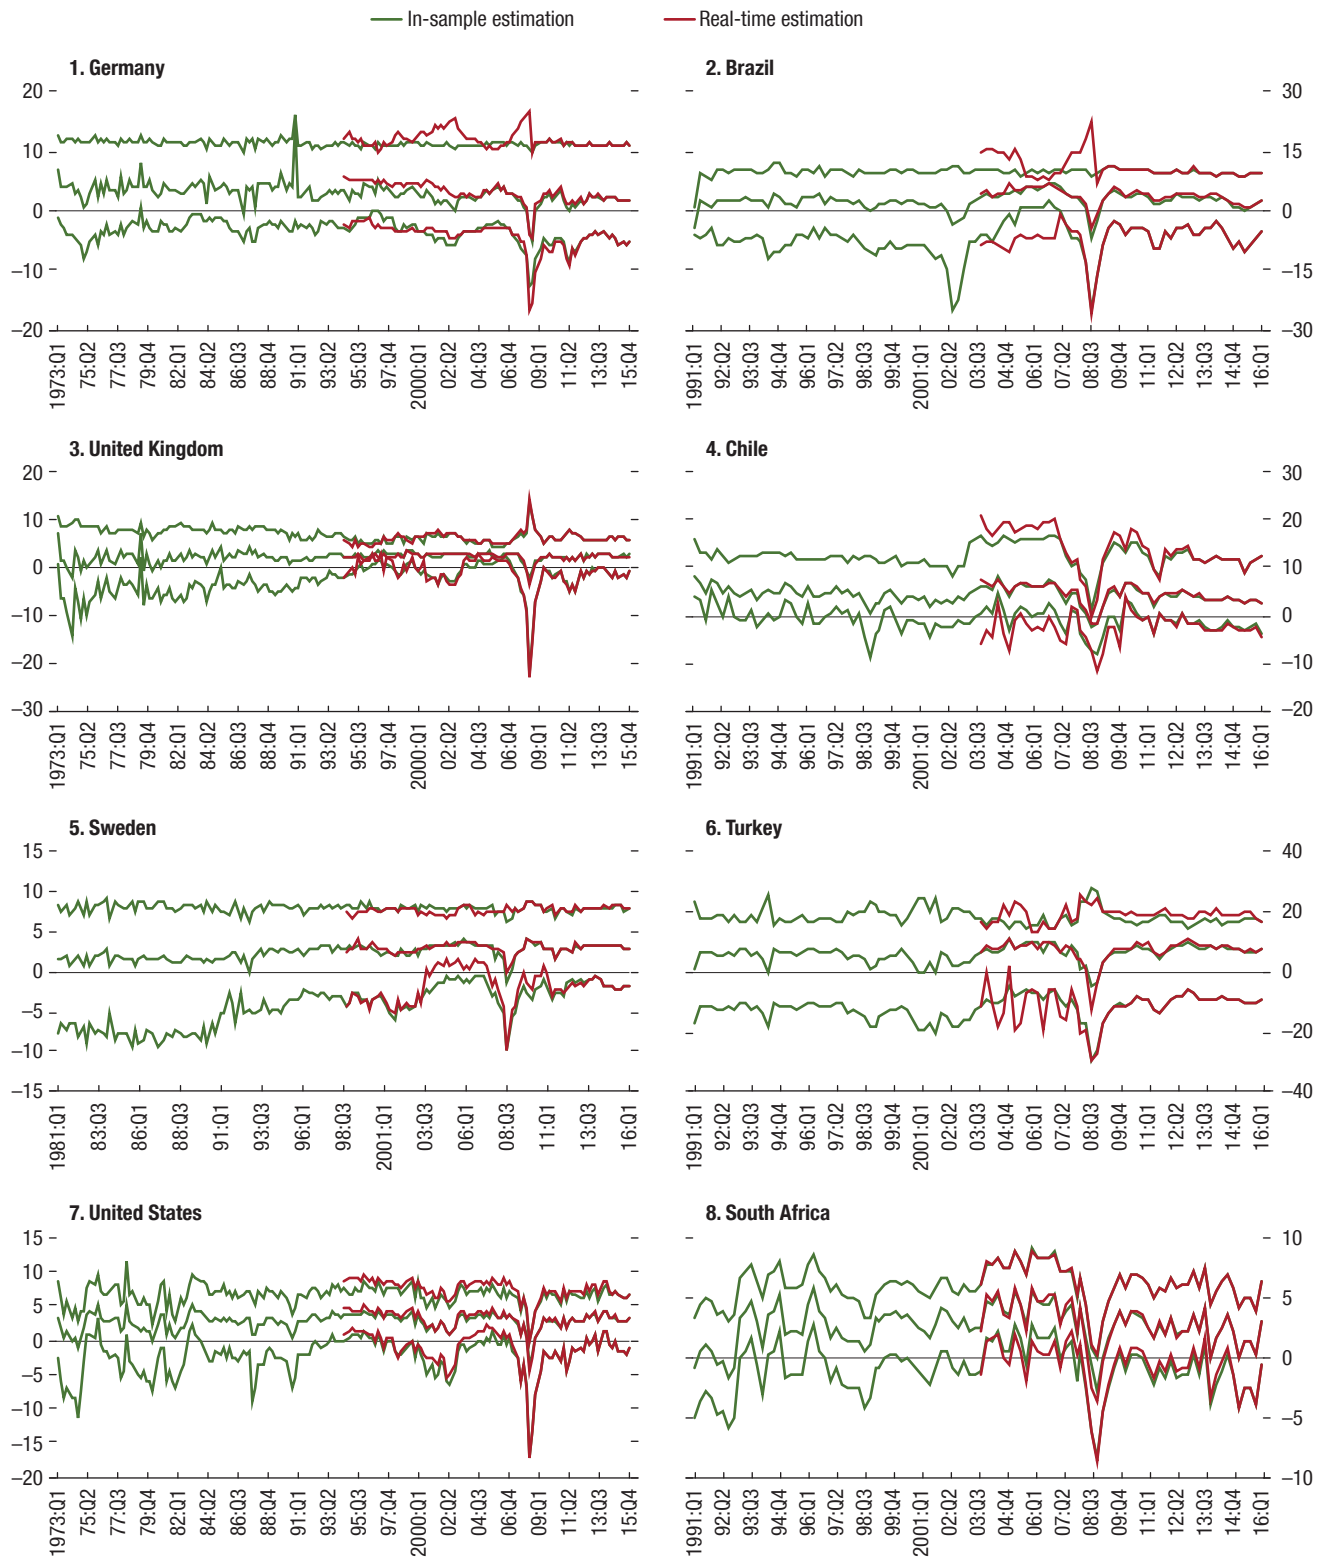 In-sample estimation Real-time estimation
1. Germany
20
10
0
–10
–20
1973:Q1 75:Q2 77:Q3 79:Q4 82:Q1 84:Q2 86:Q3 88:Q4 91:Q1 93:Q2 95:Q3 97:Q4 2000:Q1 02:Q2 04:Q3 06:Q4 09:Q1 11:Q2 13:Q3 15:Q4
2. Brazil
30
15
0
–15
–30
1991:Q1 92:Q2 93:Q3 94:Q4 96:Q1 97:Q2 98:Q3 99:Q4 2001:Q1 02:Q2 03:Q3 04:Q4 06:Q1 07:Q2 08:Q3 09:Q4 11:Q1 12:Q2 13:Q3 14:Q4 16:Q1
3. United Kingdom
20
10
0
–10
–20
–30
1973:Q1 75:Q2 77:Q3 79:Q4 82:Q1 84:Q2 86:Q3 88:Q4 91:Q1 93:Q2 95:Q3 97:Q4 2000:Q1 02:Q2 04:Q3 06:Q4 09:Q1 11:Q2 13:Q3 15:Q4
4. Chile
30
20
10
0
–10
–20
1991:Q1 92:Q2 93:Q3 94:Q4 96:Q1 97:Q2 98:Q3 99:Q4 2001:Q1 02:Q2 03:Q3 04:Q4 06:Q1 07:Q2 08:Q3 09:Q4 11:Q1 12:Q2 13:Q3 14:Q4 16:Q1
5. Sweden
15
10
5
0
–5
–10
–15
1981:Q1 83:Q3 86:Q1 88:Q3 91:Q1 93:Q3 96:Q1 98:Q3 2001:Q1 03:Q3 06:Q1 08:Q3 11:Q1 13:Q3 16:Q1
6. Turkey
40
20
0
–20
–40
1991:Q1 92:Q2 93:Q3 94:Q4 96:Q1 97:Q2 98:Q3 99:Q4 2001:Q1 02:Q2 03:Q3 04:Q4 06:Q1 07:Q2 08:Q3 09:Q4 11:Q1 12:Q2 13:Q3 14:Q4 16:Q1
7. United States
15
10
5
0
–5
–10
–15
–20
1973:Q1 75:Q2 77:Q3 79:Q4 82:Q1 84:Q2 86:Q3 88:Q4 91:Q1 93:Q2 95:Q3 97:Q4 2000:Q1 02:Q2 04:Q3 06:Q4 09:Q1 11:Q2 13:Q3 15:Q4
8. South Africa
10
5
0
–5
–10
1991:Q1 92:Q2 93:Q3 94:Q4 96:Q1 97:Q2 98:Q3 99:Q4 2001:Q1 02:Q2 03:Q3 04:Q4 06:Q1 07:Q2 08:Q3 09:Q4 11:Q1 12:Q2 13:Q3 14:Q4 16:Q1